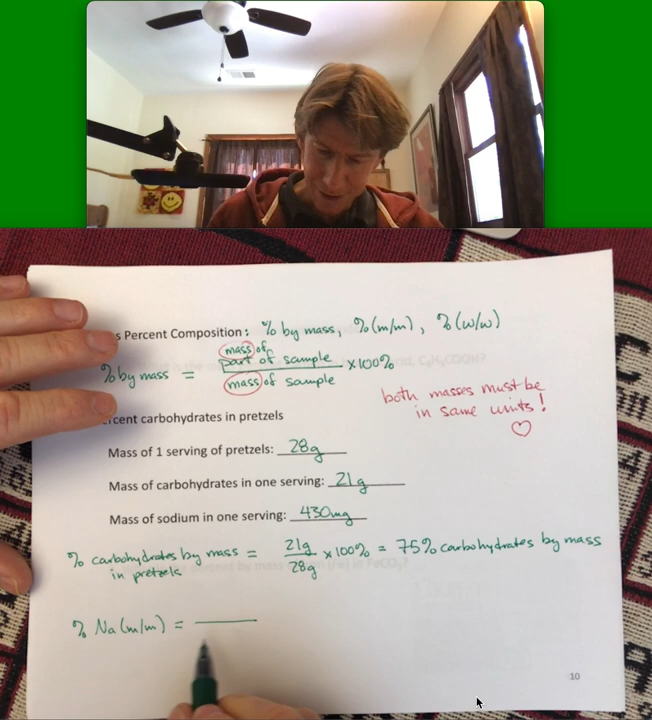 s Percent Composition: % by mass, %(m/m), %(w/w)
% by mass = mass of part of sample / mass of sample × 100%
both masses must be
in same units! ♡
rcent carbohydrates in pretzels
Mass of 1 serving of pretzels: 28g
Mass of carbohydrates in one serving: 21g
Mass of sodium in one serving: 430mg
% carbohydrates by mass = 21g / 28g × 100% = 75% carbohydrates by mass
in pretzels
% Na (m/m) =
10